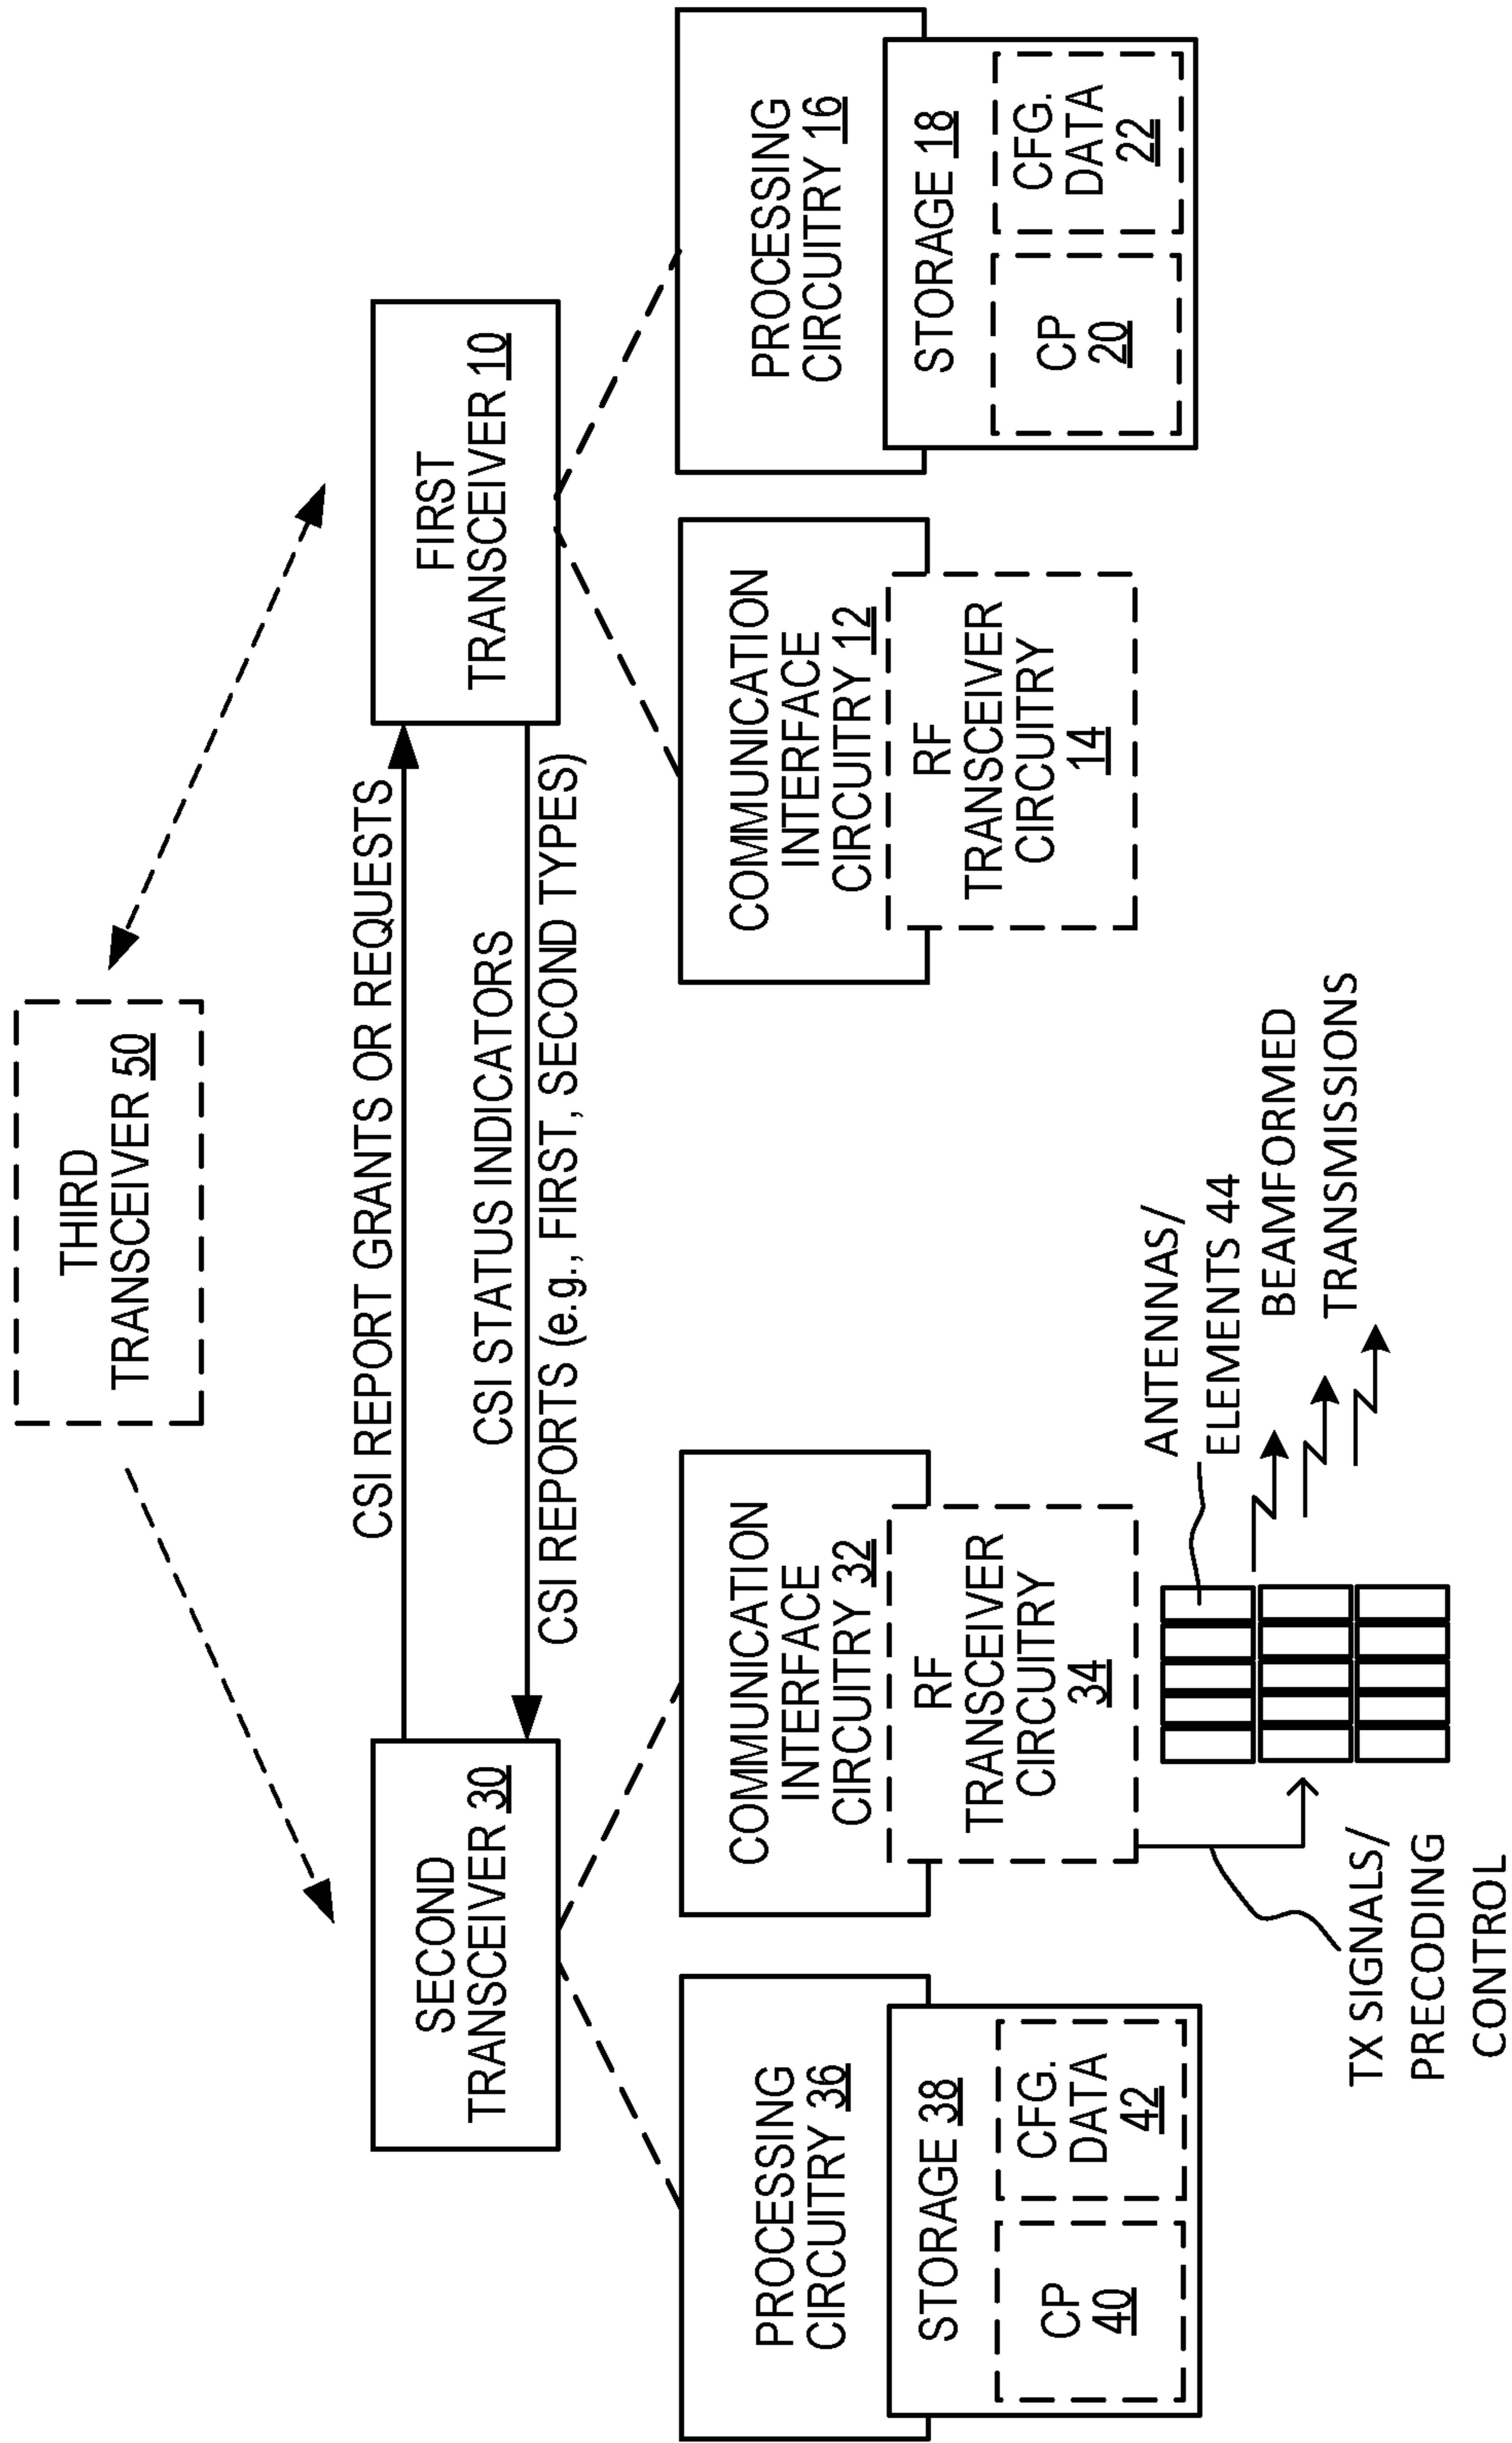 THIRD
TRANSCEIVER 50
CSI REPORT GRANTS OR REQUESTS
SECOND
TRANSCEIVER 30
FIRST
TRANSCEIVER 10
CSI STATUS INDICATORS
CSI REPORTS (e.g., FIRST, SECOND TYPES)
PROCESSING
CIRCUITRY 36
STORAGE 38
CP
40
CFG.
DATA
42
COMMUNICATION
INTERFACE
CIRCUITRY 32
RF
TRANSCEIVER
CIRCUITRY
34
COMMUNICATION
INTERFACE
CIRCUITRY 12
RF
TRANSCEIVER
CIRCUITRY
14
PROCESSING
CIRCUITRY 16
STORAGE 18
CP
20
CFG.
DATA
22
ANTENNAS/
ELEMENTS 44
BEAMFORMED
TRANSMISSIONS
TX SIGNALS/
PRECODING
CONTROL